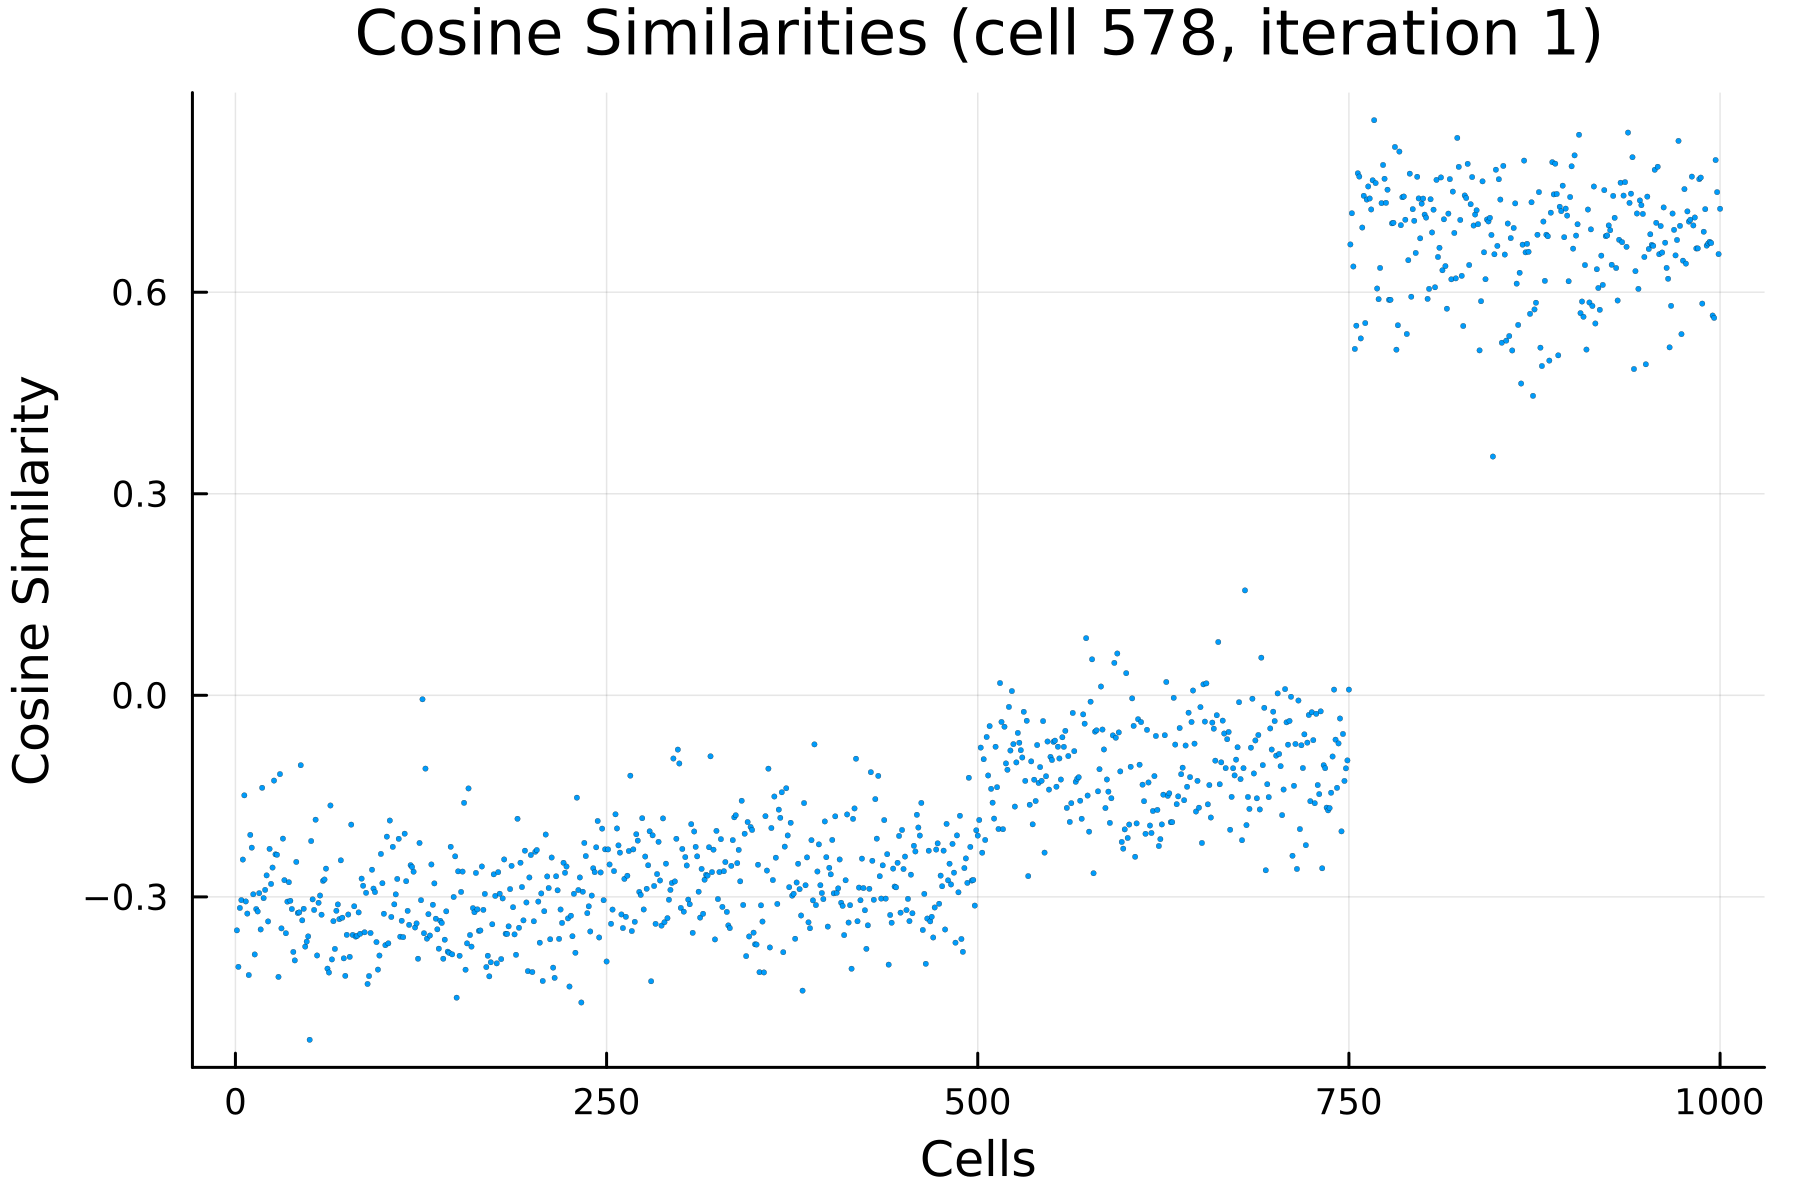 Cosine Similarities (cell 578, iteration 1)
Cosine Similarity
0.6
0.3
0.0
−0.3
0 250 500 750 1000
Cells